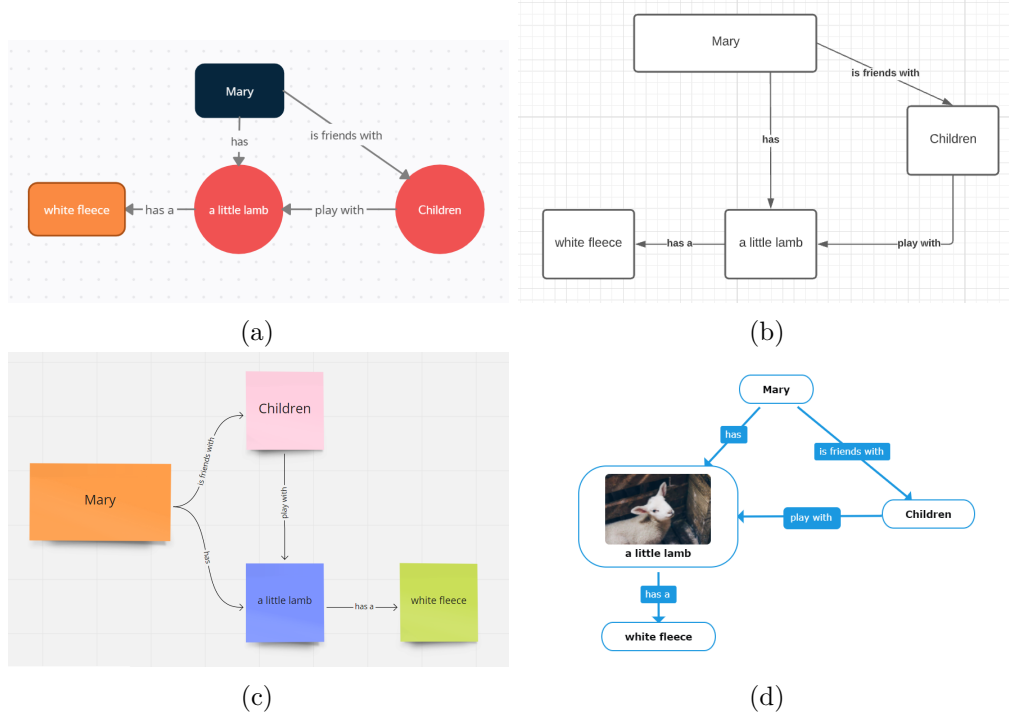 Mary
is friends with
has
white fleece
has a
a little lamb
play with
Children
(a)
Mary
is friends with
Children
has
white fleece
has a
a little lamb
play with
(b)
Children
is friends with
Mary
play with
has
a little lamb
has a
white fleece
(c)
Mary
has
is friends with
play with
Children
a little lamb
has a
white fleece
(d)